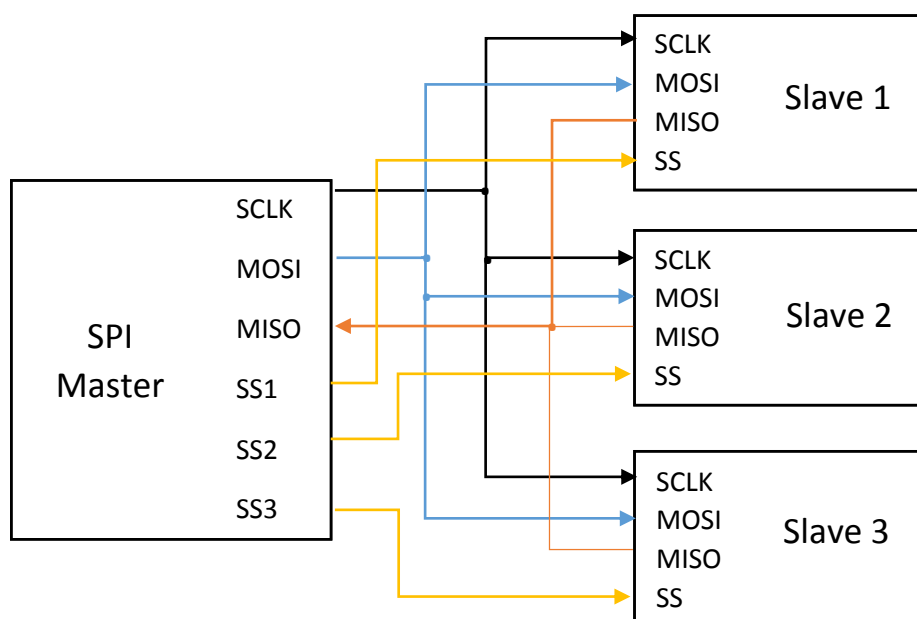 SPI
Master
SCLK
MOSI
MISO
SS1
SS2
SS3
SCLK
MOSI
MISO
SS
Slave 1
SCLK
MOSI
MISO
SS
Slave 2
SCLK
MOSI
MISO
SS
Slave 3